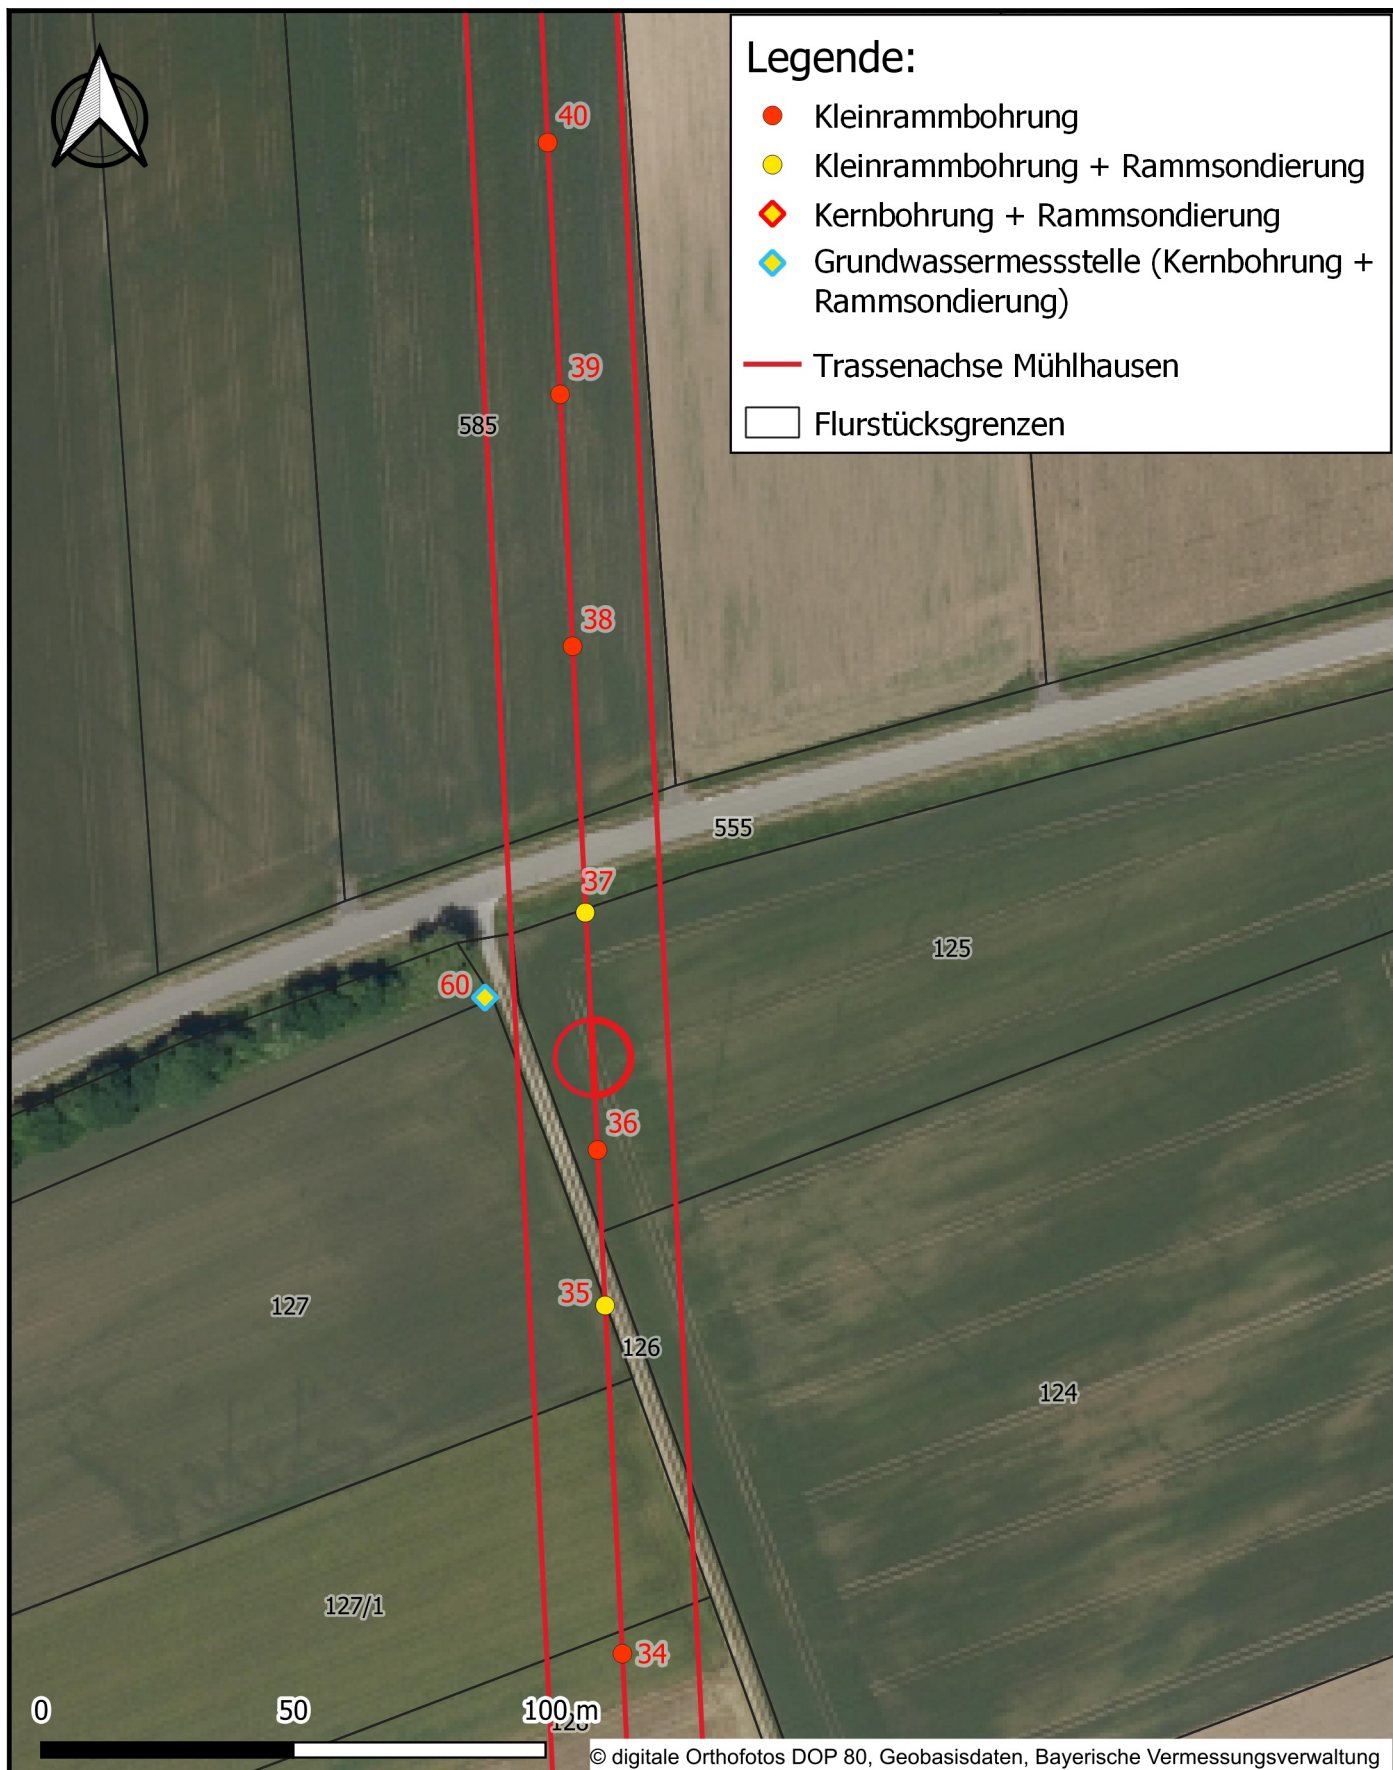 Legende:
Kleinrammbohrung
Kleinrammbohrung + Rammsondierung
Kernbohrung + Rammsondierung
Grundwassermessstelle (Kernbohrung +
Rammsondierung)
Trassenachse Mühlhausen
Flurstücksgrenzen
40
39
585
38
555
37
125
60
36
35
127
126
124
127/1
34
0 50 100 m
128
© digitale Orthofotos DOP 80, Geobasisdaten, Bayerische Vermessungsverwaltung